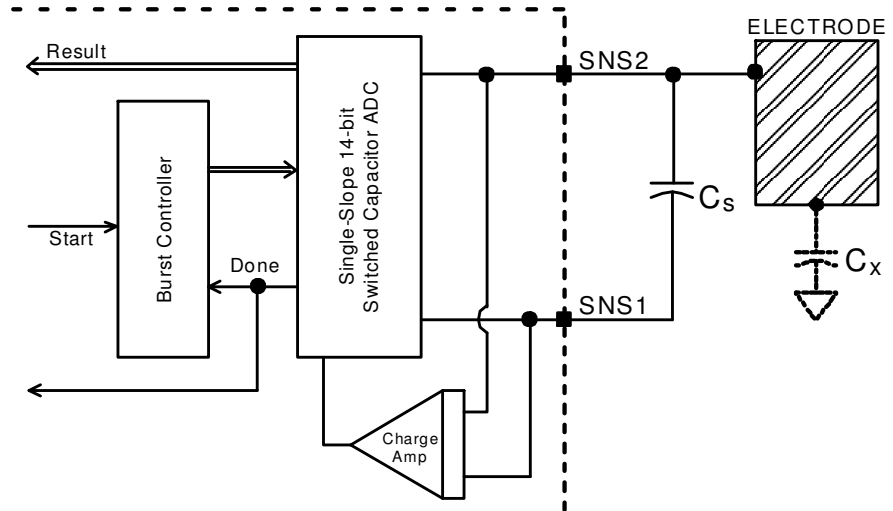 ELECTRODE
Result
SNS2
Single-Slope 14-bit
Switched Capacitor ADC
Burst Controller
Start
Done
Cs
Cx
SNS1
Charge
Amp